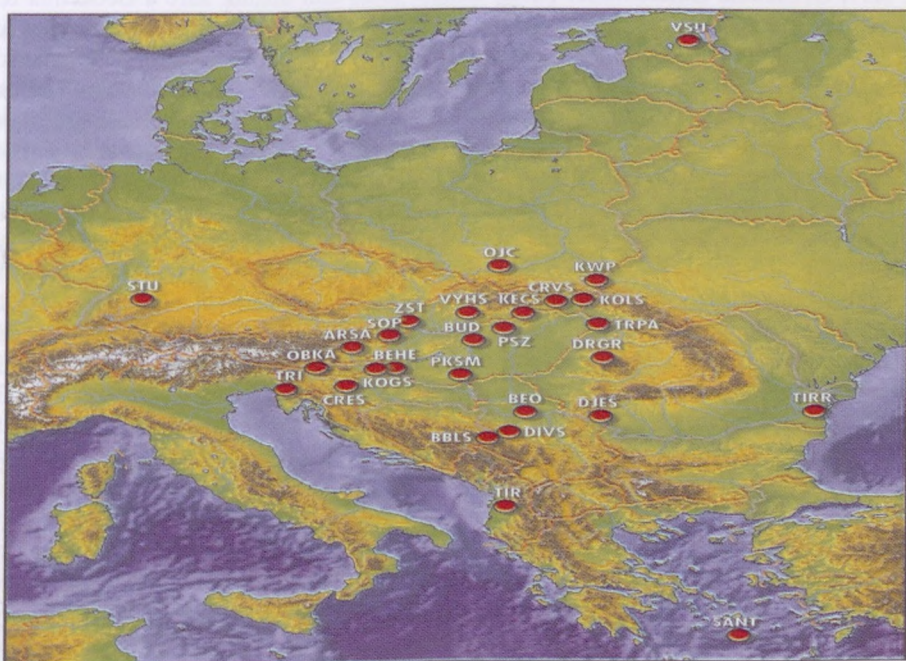 VSU
OJC
KWP
STU
CRVS
VYHS
KECS
KOLS
ZST
SOP
BUD
TRPA
ARSA
PSZ
OBKA
BEHE
PKSM
DRGR
TRI
KOGS
CRES
BEO
DJES
TIRR
BBLS
DIVS
TIR
SANT